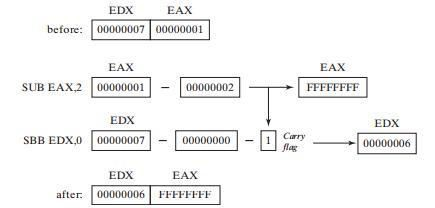 EDX EAX
before: 00000007 00000001
EAX EAX
SUB EAX,2 00000001 − 00000002 FFFFFFFF
EDX EDX
SBB EDX,0 00000007 − 00000000 − 1 Carry flag 00000006
EDX EAX
after: 00000006 FFFFFFFF